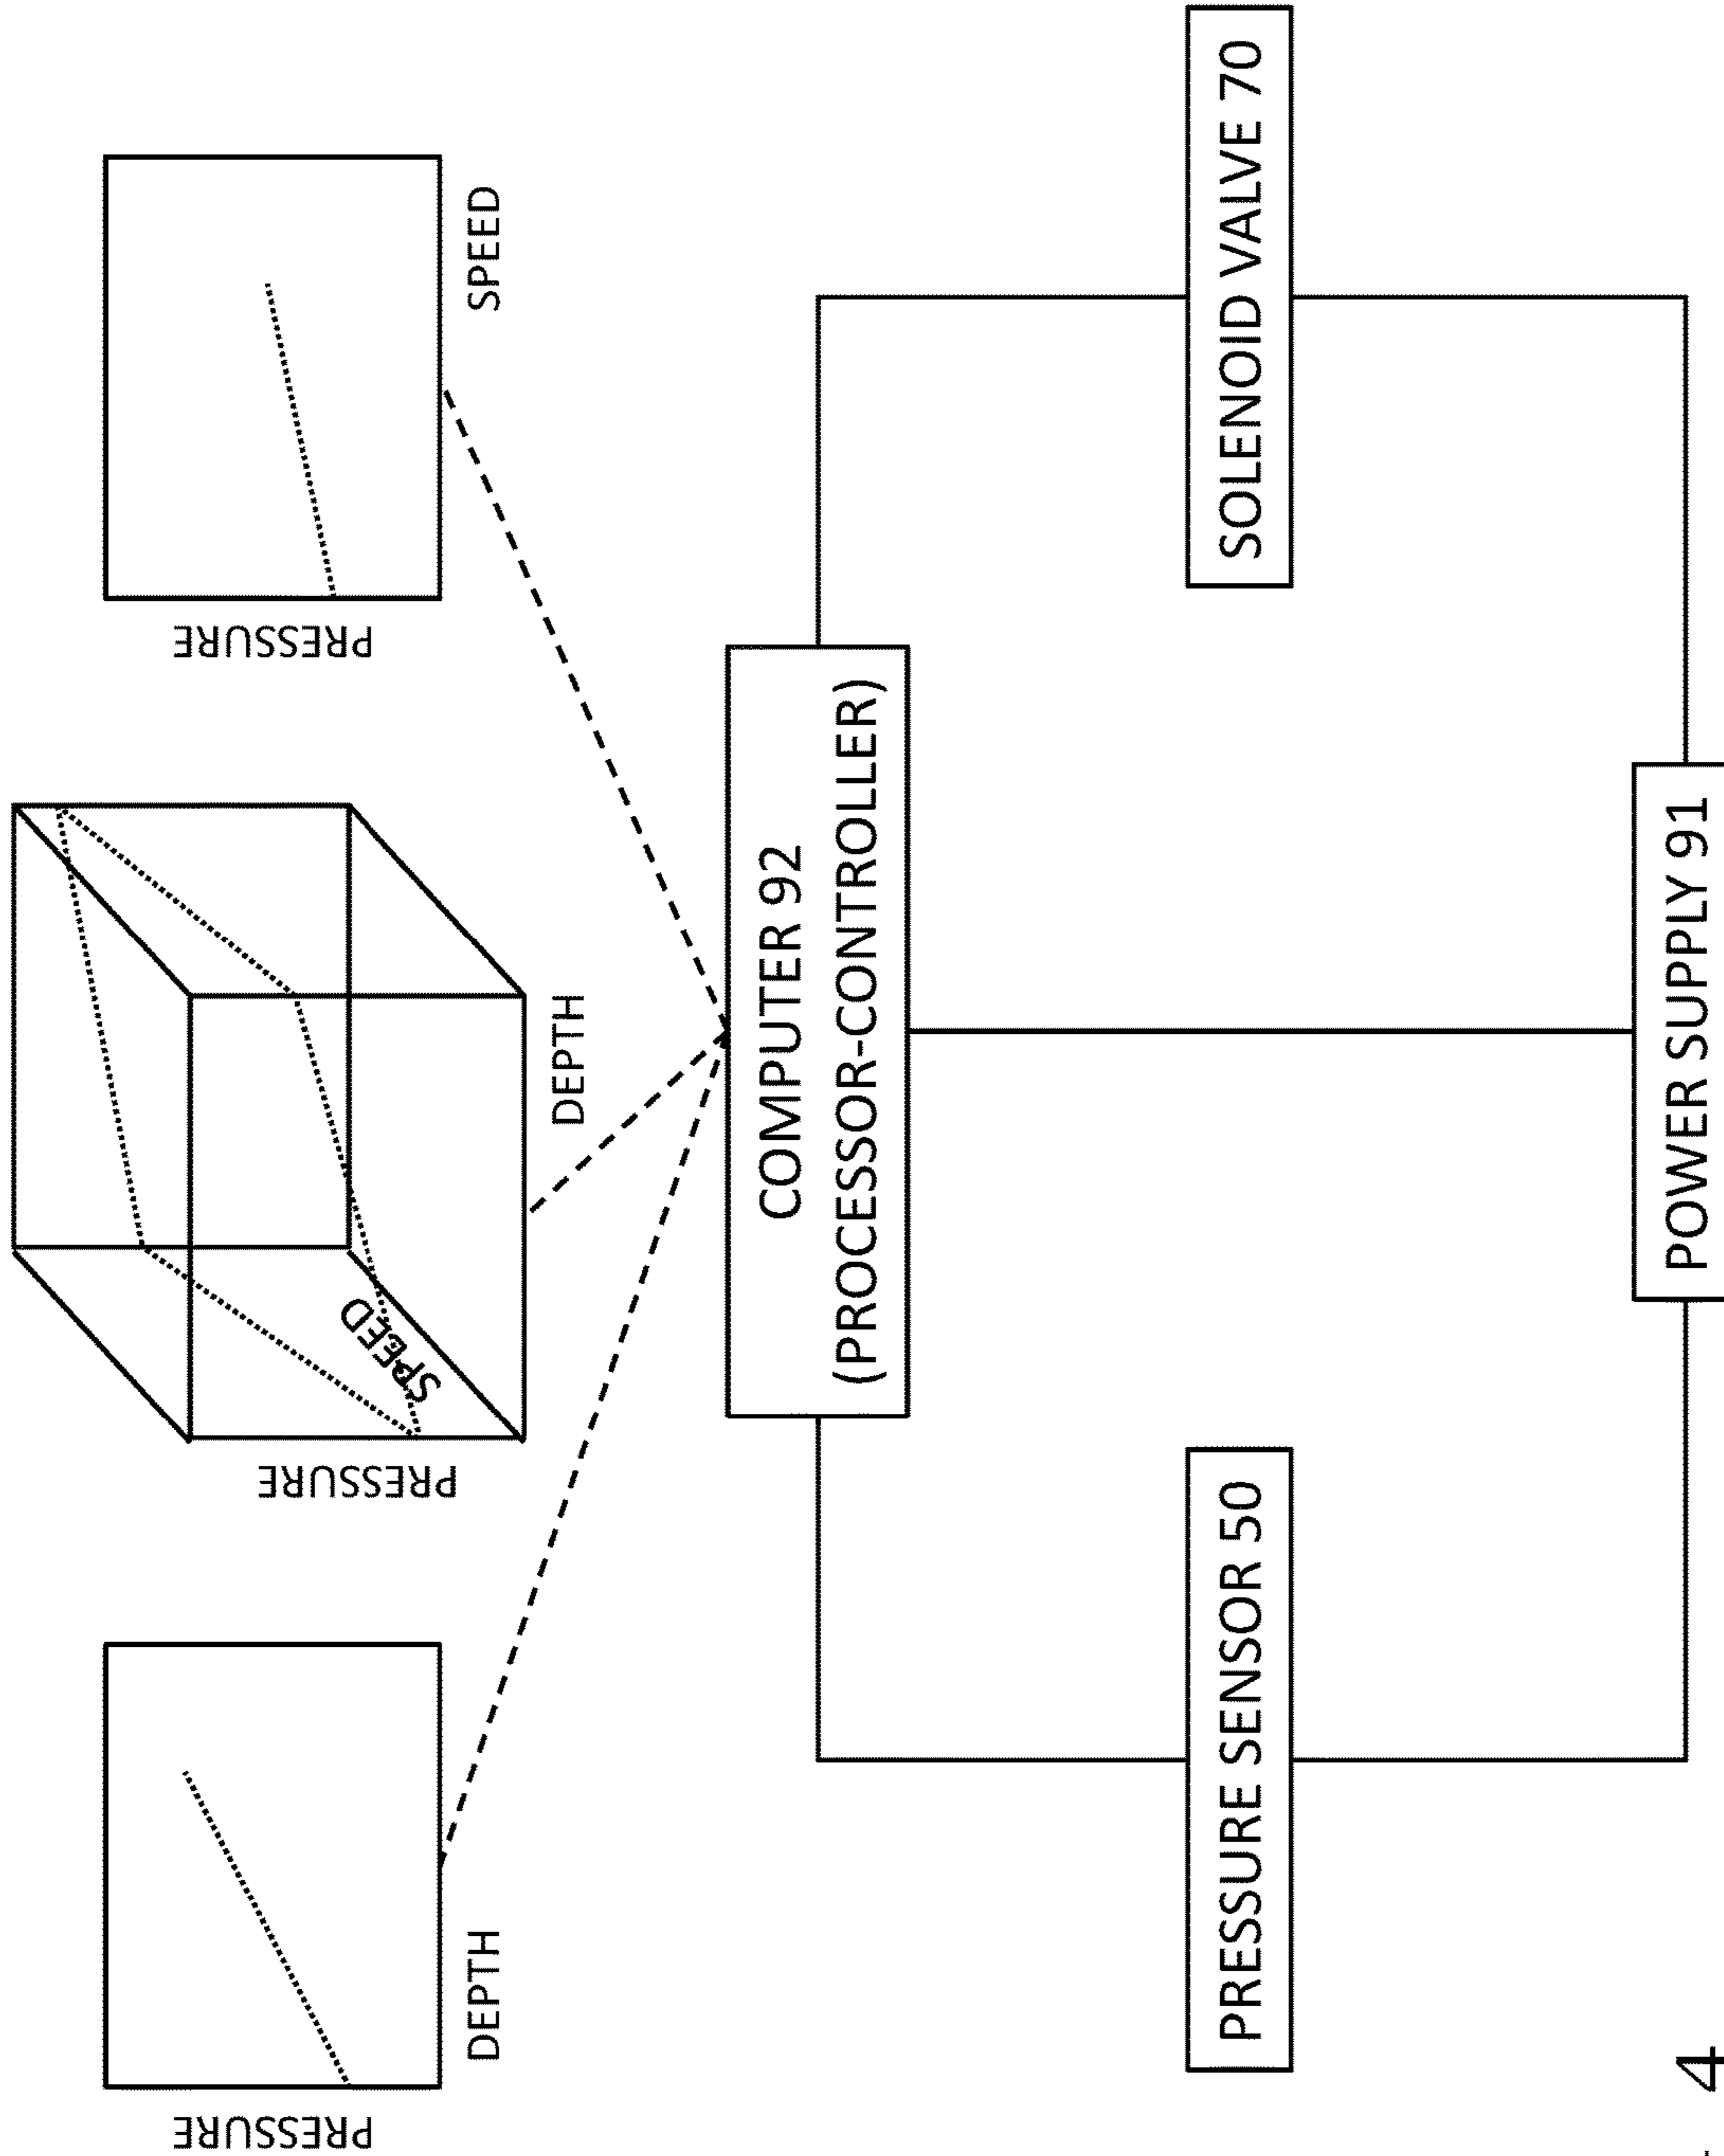 PRESSURE
DEPTH
PRESSURE
SPEED
DEPTH
PRESSURE
SPEED
COMPUTER 92
(PROCESSOR-CONTROLLER)
PRESSURE SENSOR 50
SOLENOID VALVE 70
POWER SUPPLY 91
4